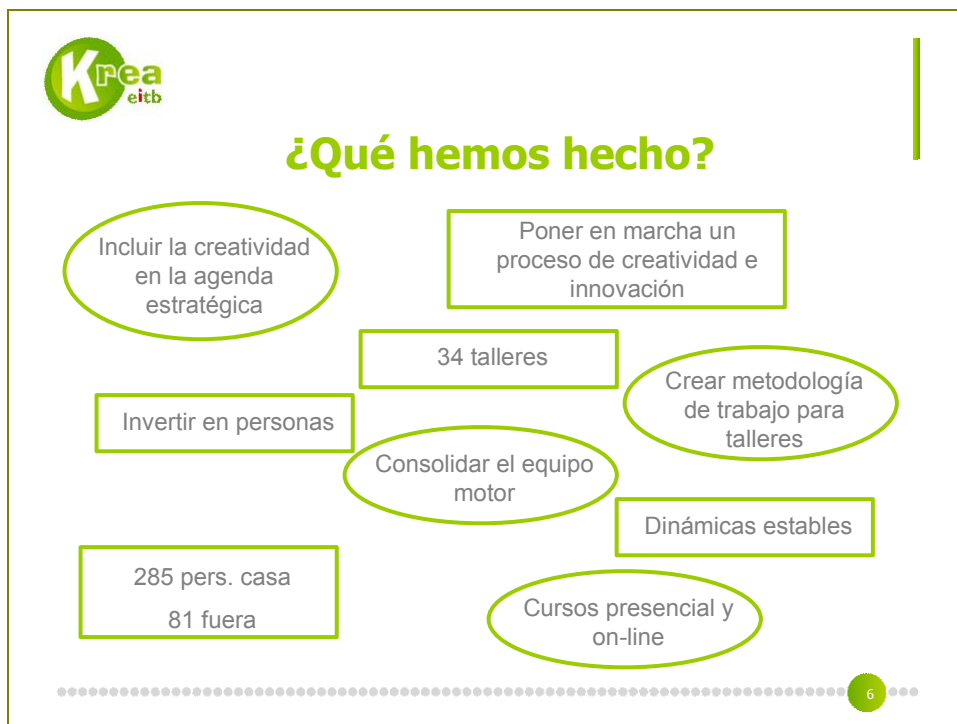 Krea
eitb
¿Qué hemos hecho?
Incluir la creatividad
en la agenda
estratégica
Poner en marcha un
proceso de creatividad e
innovación
34 talleres
Crear metodología
de trabajo para
talleres
Invertir en personas
Consolidar el equipo
motor
Dinámicas estables
285 pers. casa
81 fuera
Cursos presencial y
on-line
6